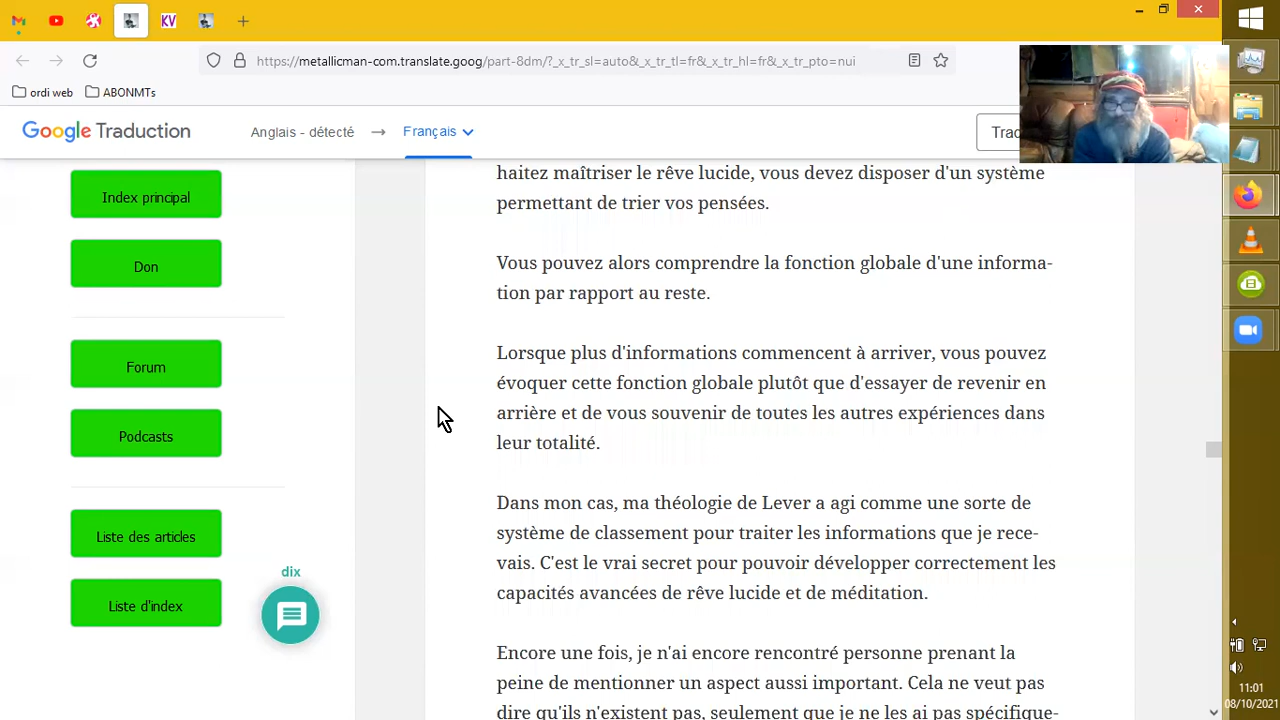 KV
https://metallicman-com.translate.goog/part-8dm/?_x_tr_sl=auto&_x_tr_tl=fr&_x_tr_hl=fr&_x_tr_pto=nui
ordi web
ABONMTs
Google Traduction
Anglais - détecté
Français
Trad
Index principal
Don
Forum
Podcasts
Liste des articles
Liste d'index
dix
haitez maîtriser le rêve lucide, vous devez disposer d'un système
permettant de trier vos pensées.
Vous pouvez alors comprendre la fonction globale d'une informa-
tion par rapport au reste.
Lorsque plus d'informations commencent à arriver, vous pouvez
évoquer cette fonction globale plutôt que d'essayer de revenir en
arrière et de vous souvenir de toutes les autres expériences dans
leur totalité.
Dans mon cas, ma théologie de Lever a agi comme une sorte de
système de classement pour traiter les informations que je rece-
vais. C'est le vrai secret pour pouvoir développer correctement les
capacités avancées de rêve lucide et de méditation.
Encore une fois, je n'ai encore rencontré personne prenant la
peine de mentionner un aspect aussi important. Cela ne veut pas
dire qu'ils n'existent pas, seulement que je ne les ai pas spécifique-
11:01
08/10/2021